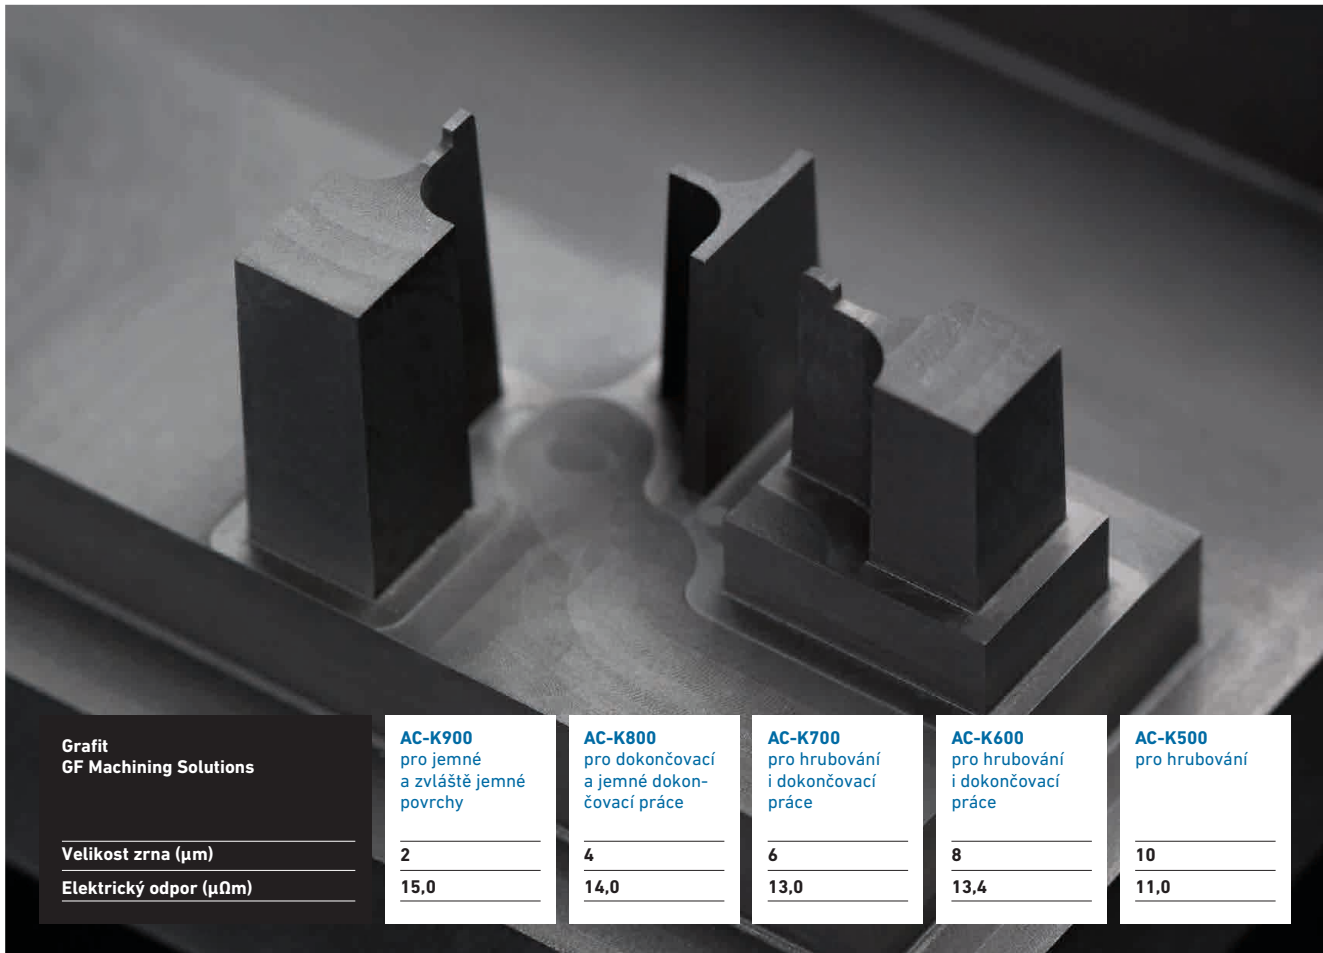 Grafit
GF Machining Solutions
Velikost zrna (µm)
Elektrický odpor (µΩm)
AC-K900
pro jemné
a zvláště jemné
povrchy
2
15,0
AC-K800
pro dokončovací
a jemné dokon-
čovací práce
4
14,0
AC-K700
pro hrubování
i dokončovací
práce
6
13,0
AC-K600
pro hrubování
i dokončovací
práce
8
13,4
AC-K500
pro hrubování
10
11,0